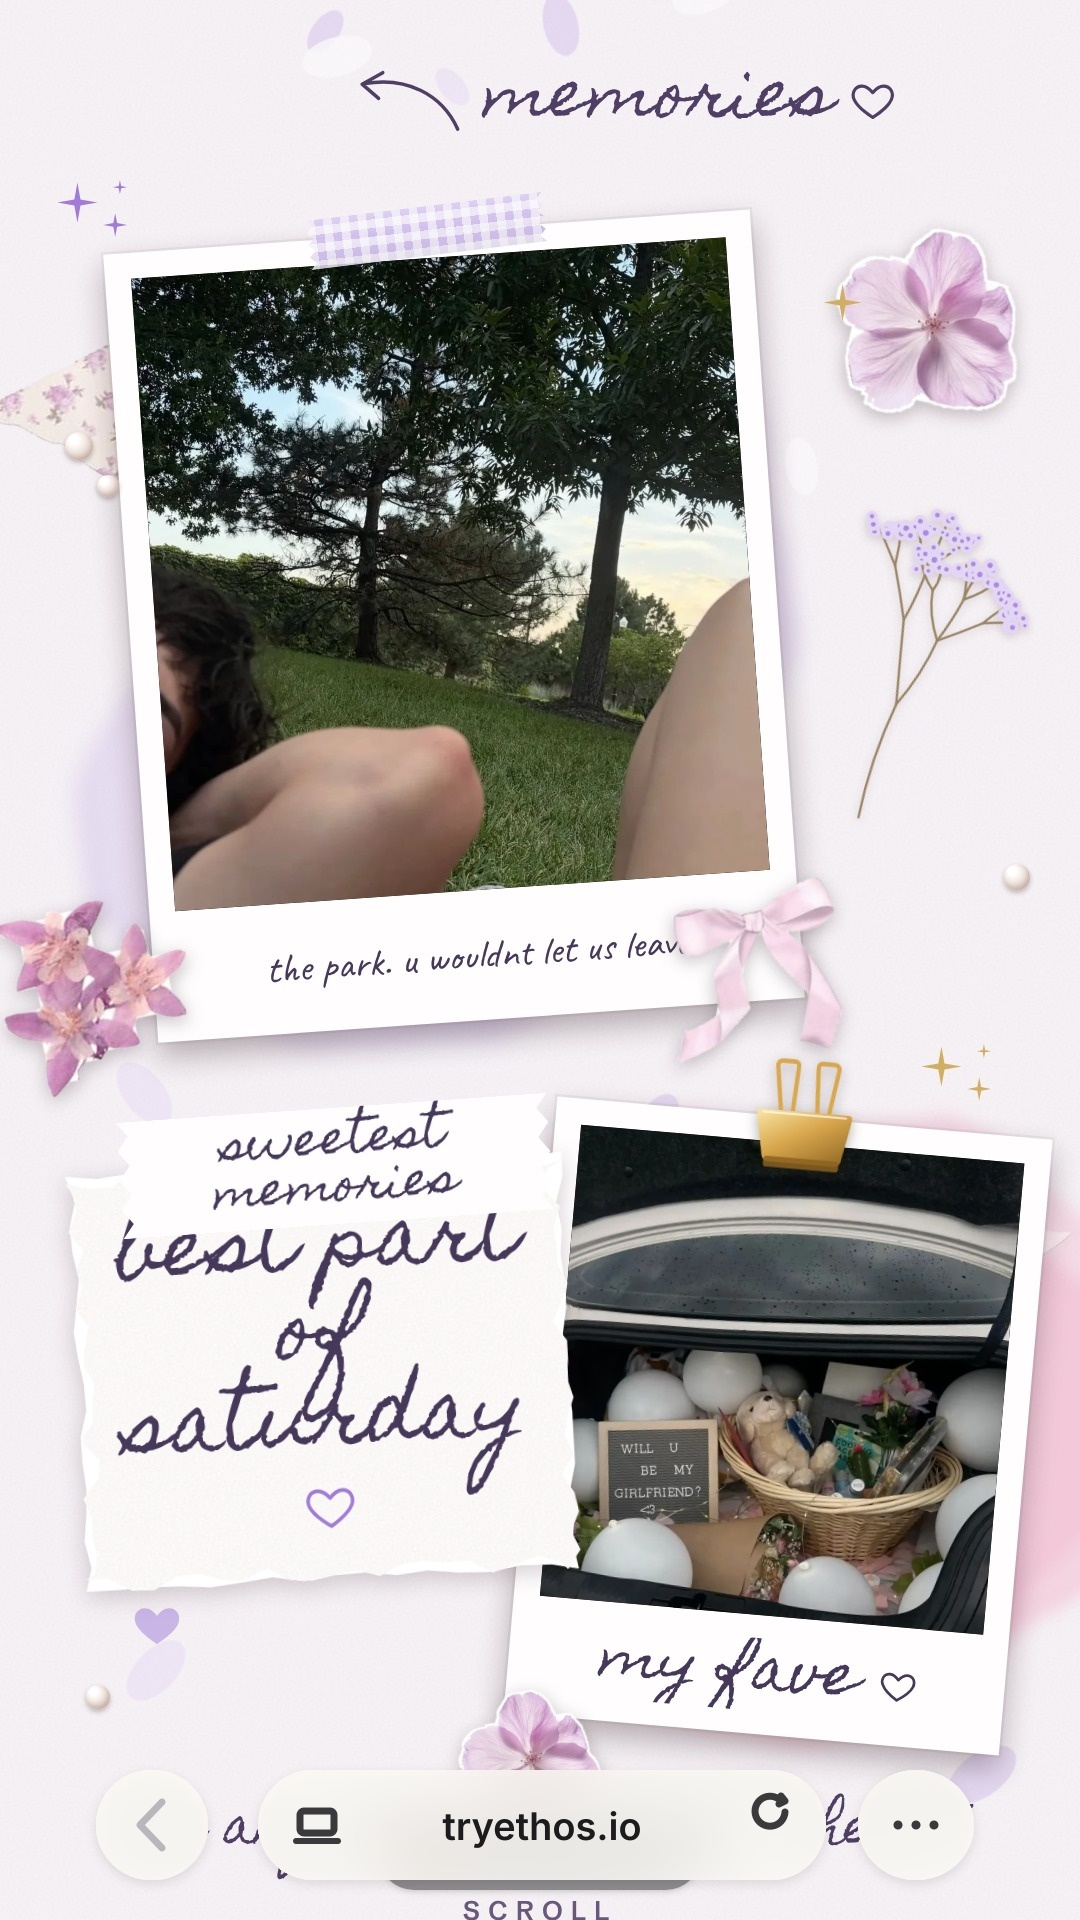 memories ♡
the park. u wouldnt let us leav
sweetest
memories
best part
of
saturday
♡
WILL U
BE MY
GIRLFRIEND?
<3
my fave ♡
tryethos.io
SCROLL